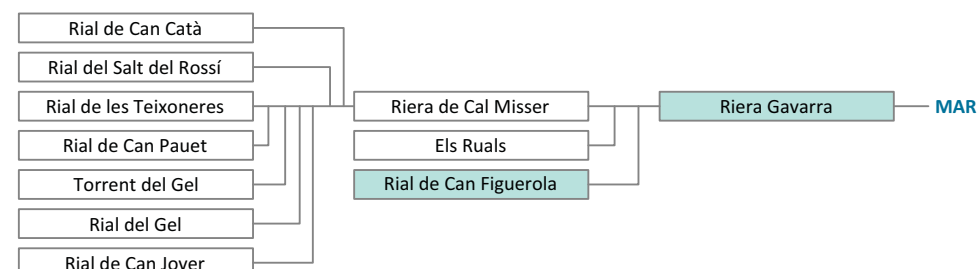 Rial de Can Catà
Rial del Salt del Rossí
Rial de les Teixoneres
Riera de Cal Misser
Riera Gavarra
MAR
Rial de Can Pauet
Els Ruals
Torrent del Gel
Rial de Can Figuerola
Rial del Gel
Rial de Can Jover